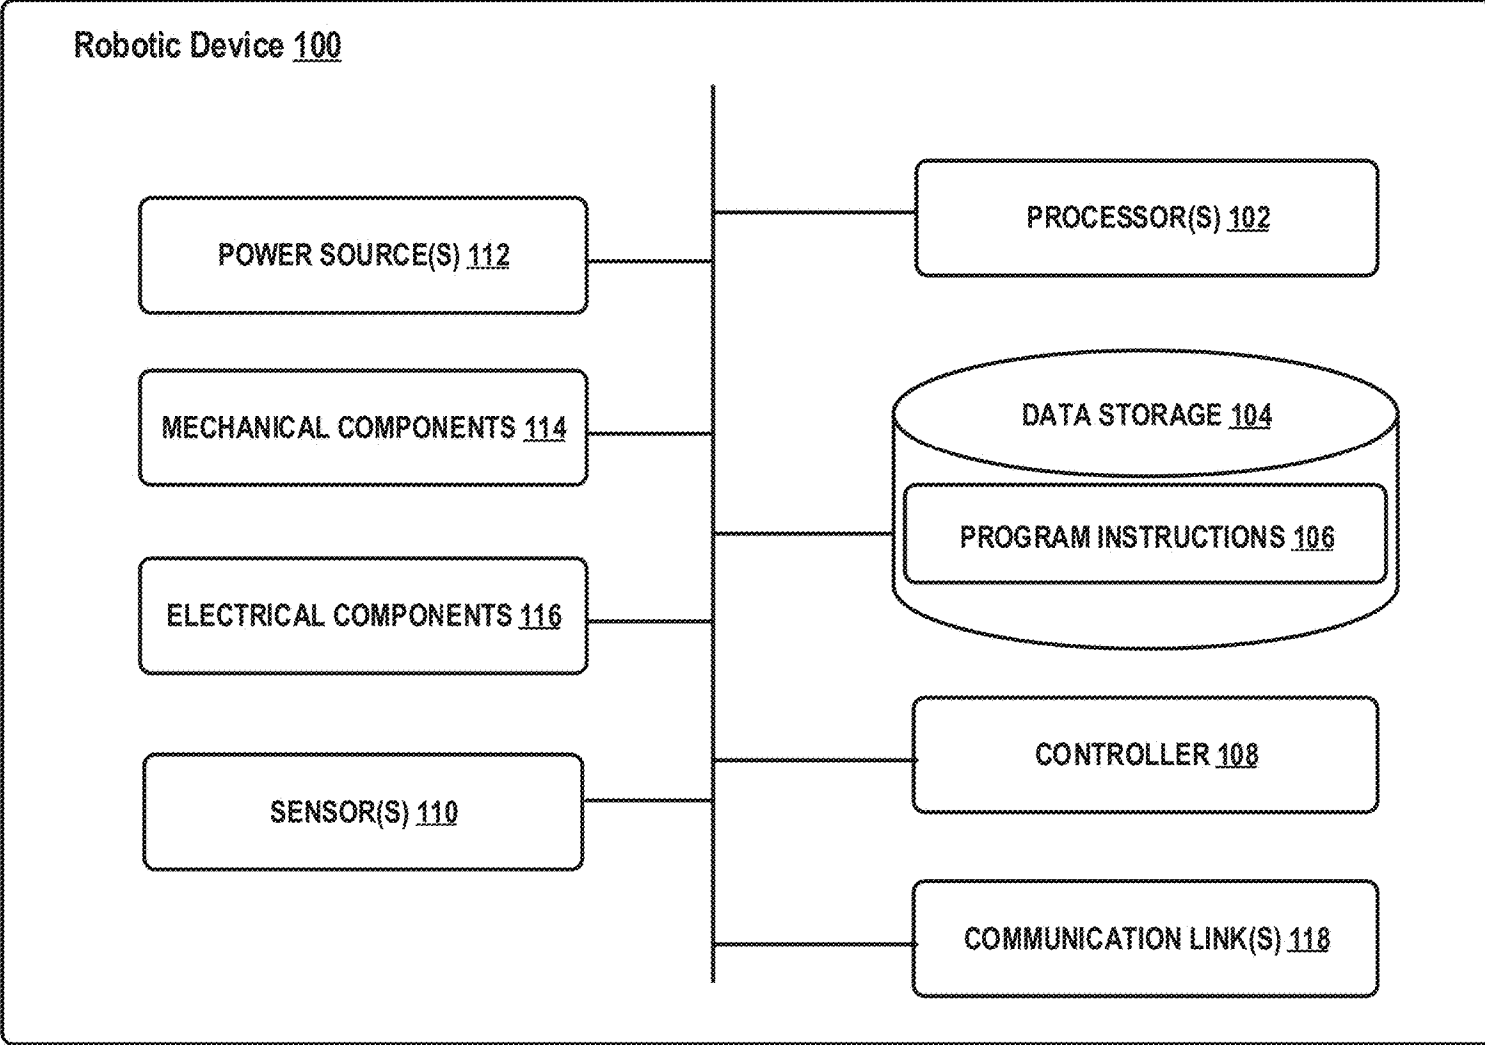 Robotic Device 100
POWER SOURCE(S) 112
MECHANICAL COMPONENTS 114
ELECTRICAL COMPONENTS 116
SENSOR(S) 110
PROCESSOR(S) 102
DATA STORAGE 104
PROGRAM INSTRUCTIONS 106
CONTROLLER 108
COMMUNICATION LINK(S) 118